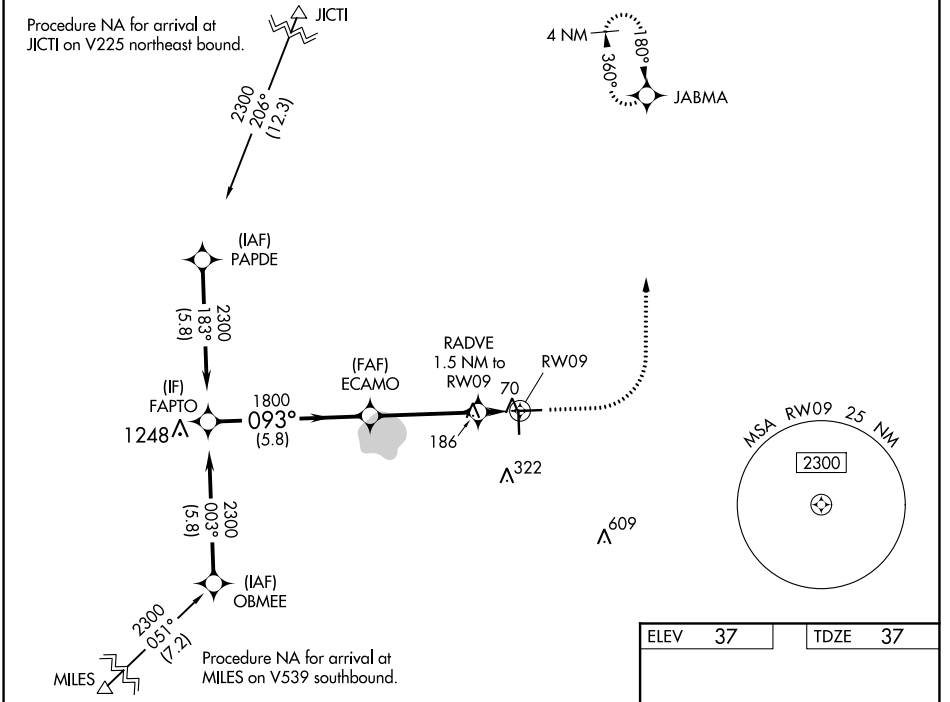 Procedure NA for arrival at
JICTI on V225 northeast bound.
JICTI
2300
206°
(12.3)
4 NM
360°
180°
JABMA
(IAF)
PAPDE
2300
183°
(5.8)
(IF)
FAPTO
1248
1800
093°
(5.8)
(FAF)
ECAMO
RADVE
1.5 NM to
RW09
186
70
RW09
322
609
2300
003°
(5.8)
(IAF)
OBMEE
2300
051°
(7.2)
MILES
Procedure NA for arrival at
MILES on V539 southbound.
MSA RW09 25 NM
2300
ELEV 37
TDZE 37